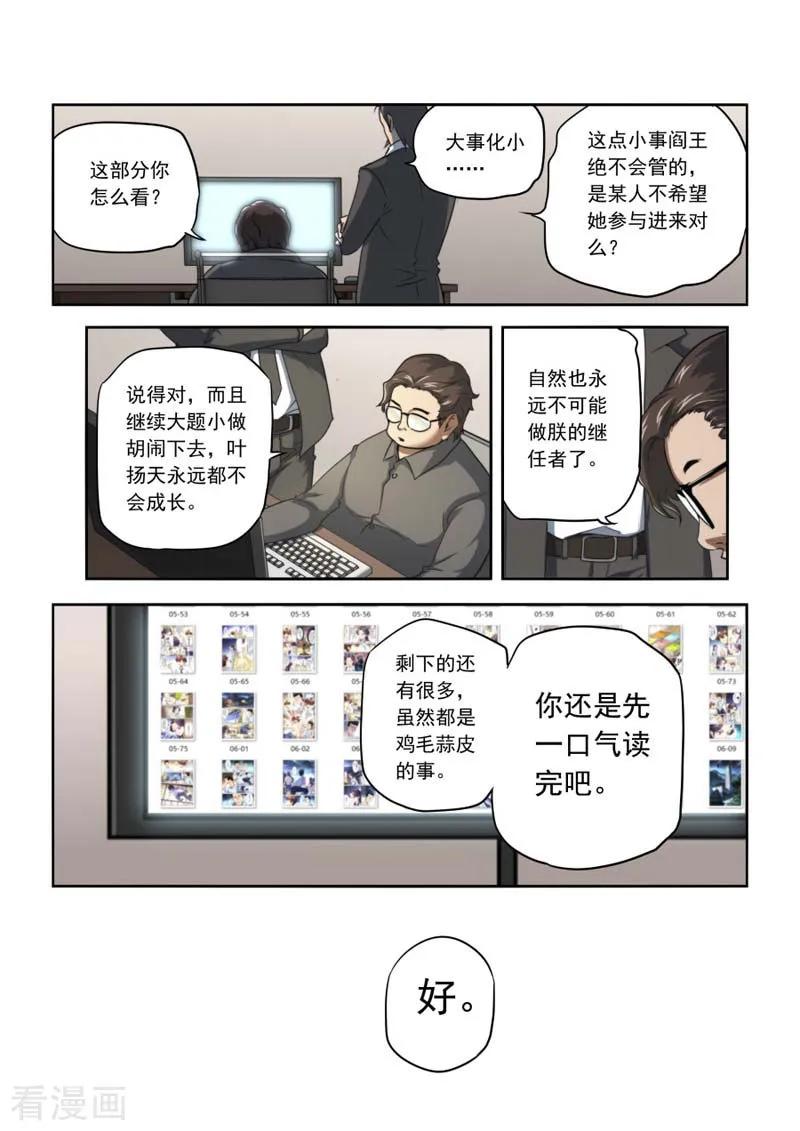 这部分你
怎么看？
大事化小
……
这点小事阎王
绝不会管的，
是某人不希望
她参与进来对
么？
说得对，而且
继续大题小做
胡闹下去，叶
扬天永远都不
会成长。
自然也永
远不可能
做朕的继
任者了。
05-53 05-54 05-55 05-56 05-57 05-58 05-59 05-60 05-61 05-62
05-64 05-65 05-66 05-73
05-75 06-01 06-02 06-09
剩下的还
有很多，
虽然都是
鸡毛蒜皮
的事。
你还是先
一口气读
完吧。
好。
看漫画